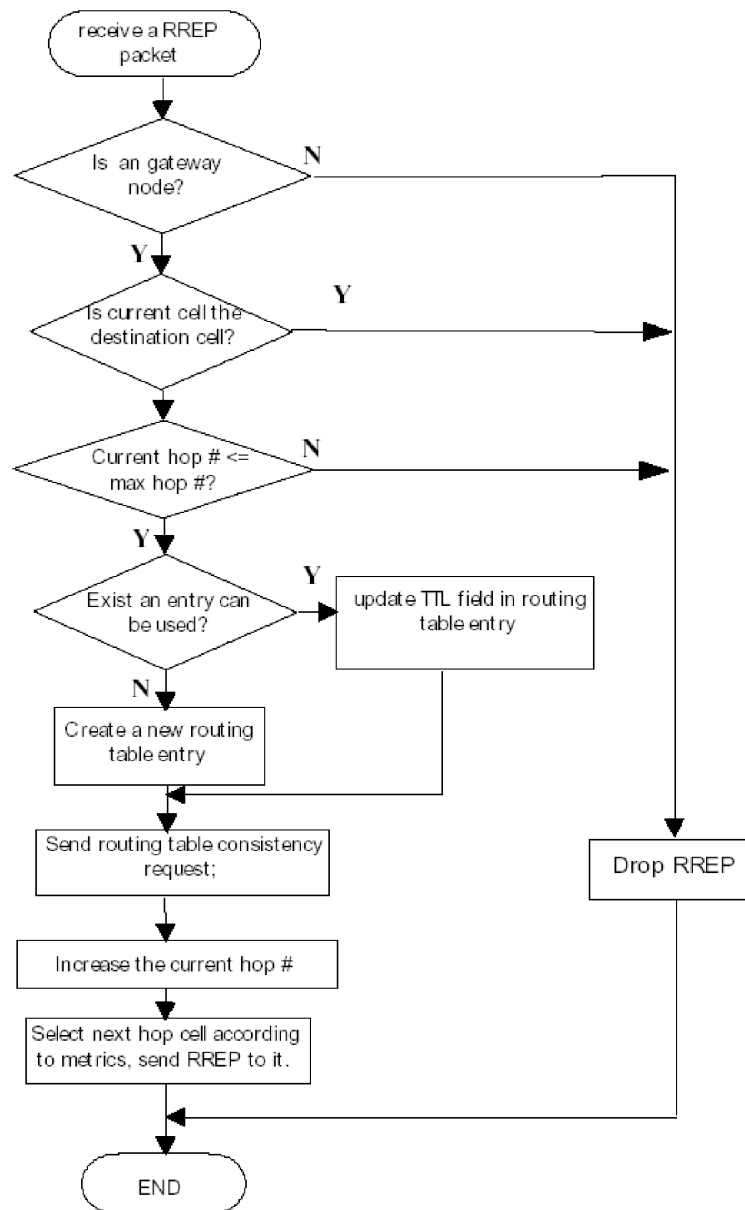 receive a RREP
packet
Is an gateway
node?
N
Y
Is current cell the
destination cell?
Y
Current hop # <=
max hop #?
N
Y
Exist an entry can
be used?
Y
update TTL field in routing
table entry
N
Create a new routing
table entry
Send routing table consistency
request;
Drop RREP
Increase the current hop #
Select next hop cell according
to metrics, send RREP to it.
END